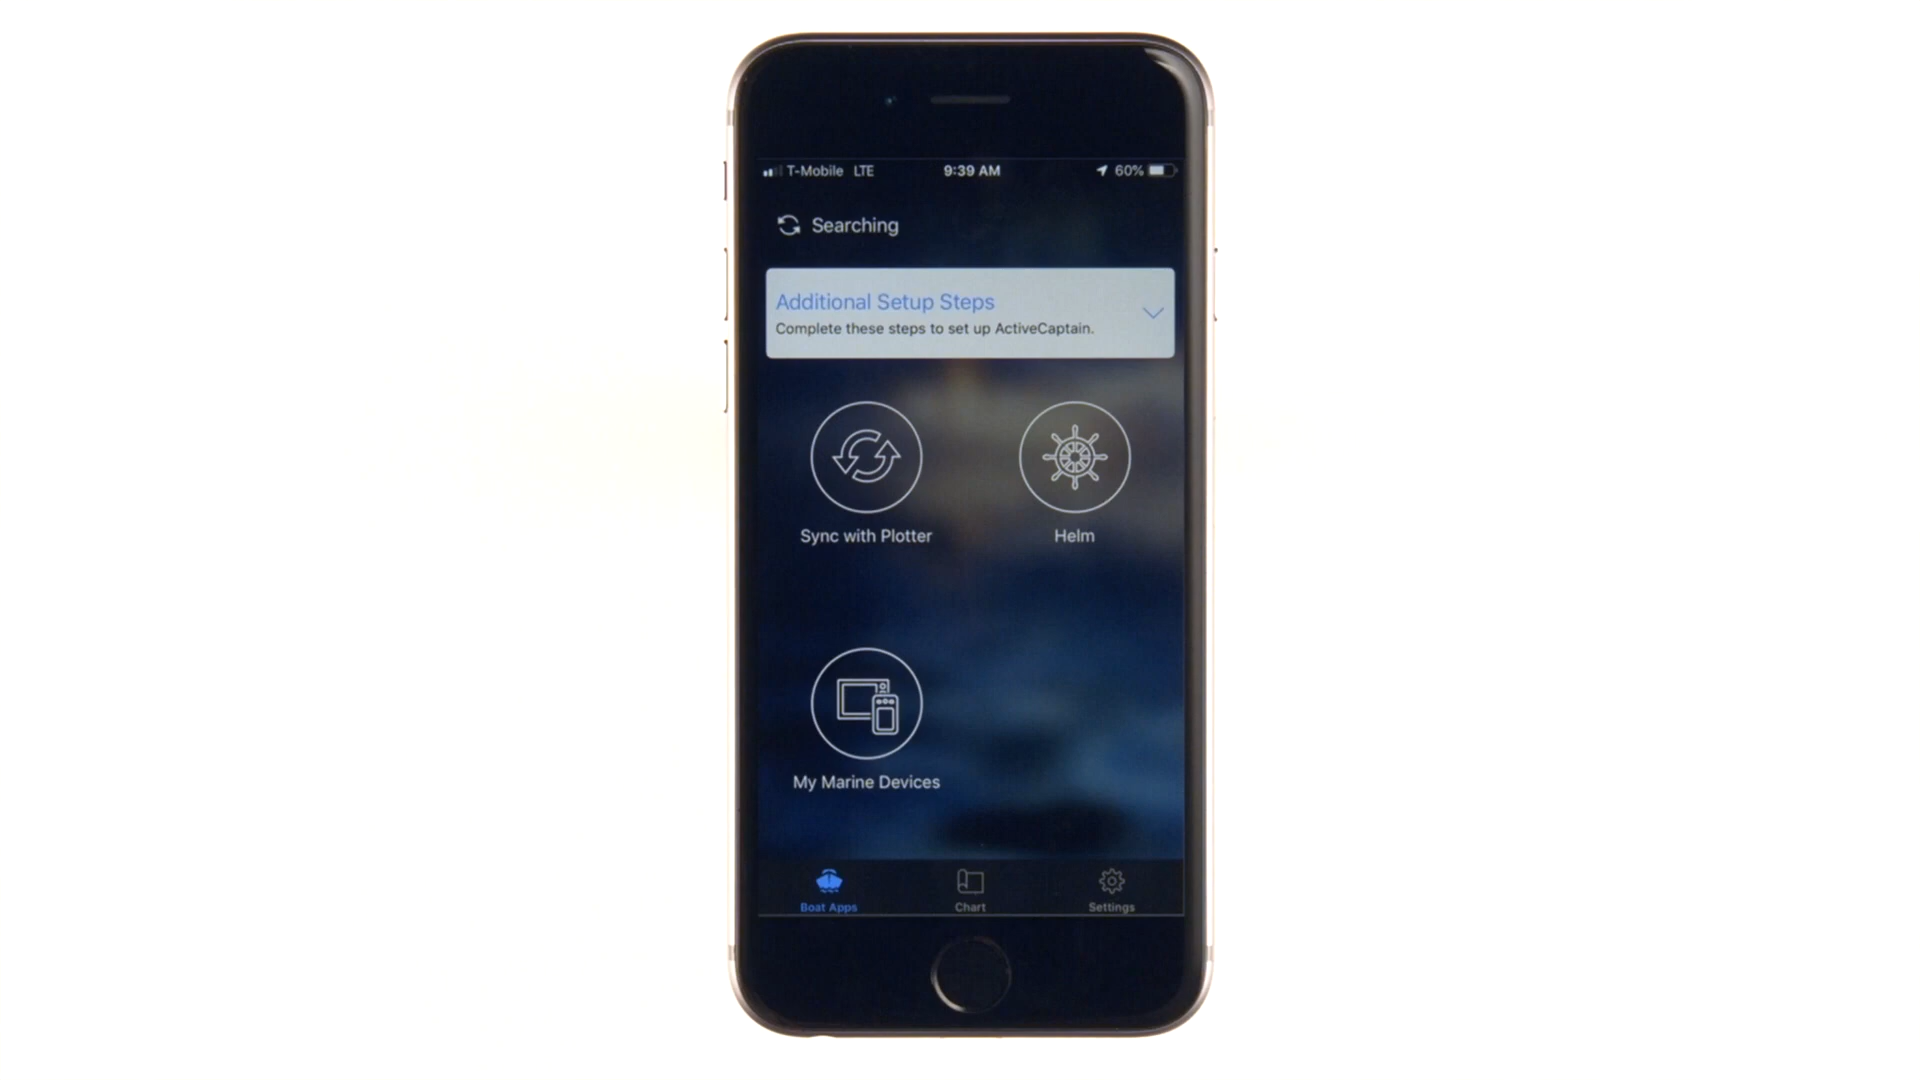 T-Mobile LTE 9:39 AM 60%
Searching
Additional Setup Steps
Complete these steps to set up ActiveCaptain.
Sync with Plotter Helm
My Marine Devices
Boat Apps Chart Settings